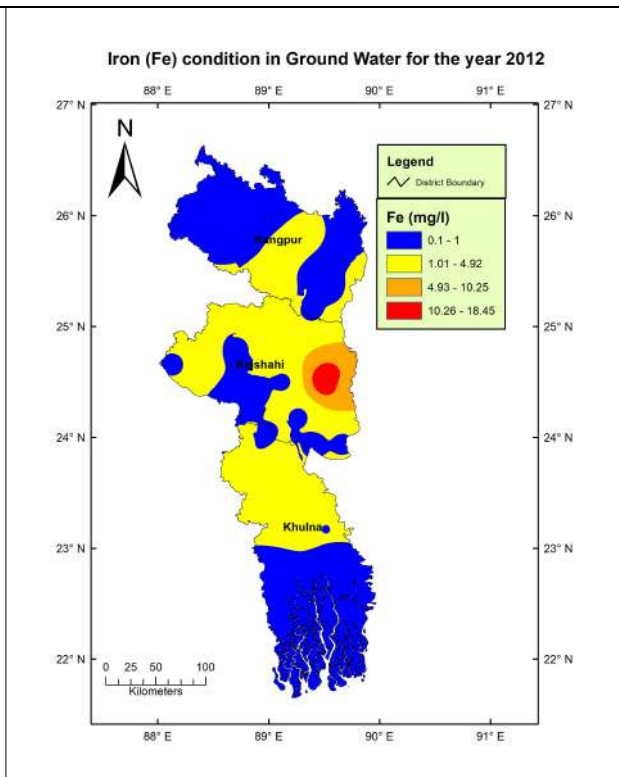 Iron (Fe) condition in Ground Water for the year 2012
88° E 89° E 90° E 91° E
27° N 27° N
N
Legend
District Boundary
26° N 26° N
Fe (mg/l)
Rangpur
0.1 - 1
1.01 - 4.92
4.93 - 10.25
10.26 - 18.45
25° N 25° N
Rajshahi
24° N 24° N
Khulna
23° N 23° N
22° N 22° N
0 25 50 100
Kilometers
88° E 89° E 90° E 91° E